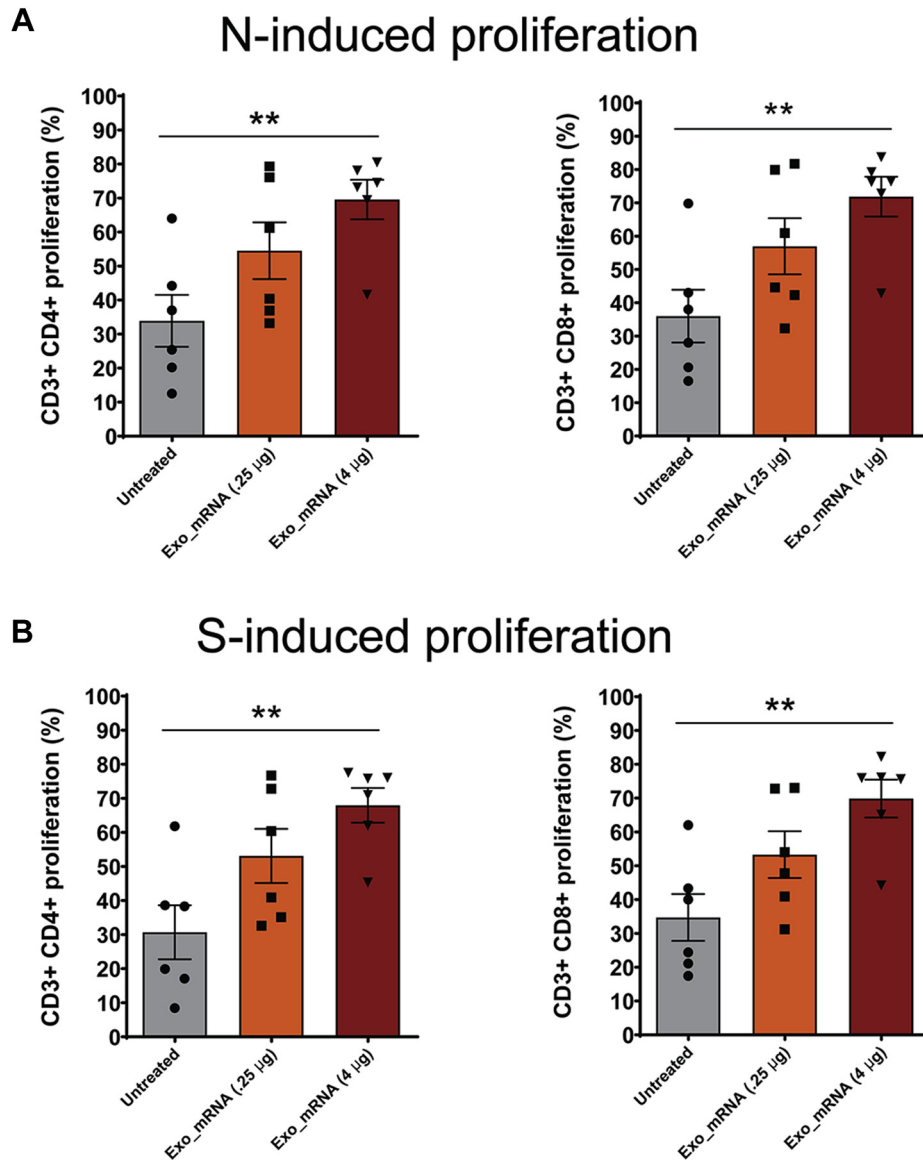 A
N-induced proliferation
CD3+ CD4+ proliferation (%)
100
90
80
70
60
50
40
30
20
10
0
**
Untreated
Exo_mRNA (.25 µg)
Exo_mRNA (4 µg)
CD3+ CD8+ proliferation (%)
100
90
80
70
60
50
40
30
20
10
0
**
Untreated
Exo_mRNA (.25 µg)
Exo_mRNA (4 µg)
B
S-induced proliferation
CD3+ CD4+ proliferation (%)
100
90
80
70
60
50
40
30
20
10
0
**
Untreated
Exo_mRNA (.25 µg)
Exo_mRNA (4 µg)
CD3+ CD8+ proliferation (%)
100
90
80
70
60
50
40
30
20
10
0
**
Untreated
Exo_mRNA (.25 µg)
Exo_mRNA (4 µg)